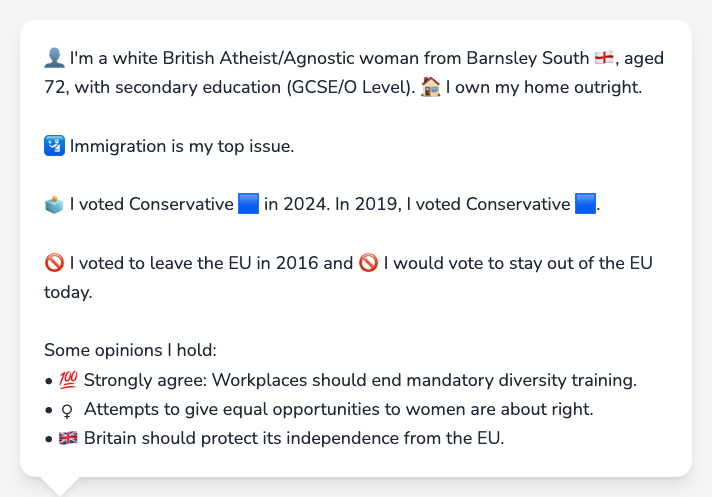 👤 I'm a white British Atheist/Agnostic woman from Barnsley South 🏴󠁧󠁢󠁥󠁮󠁧󠁿, aged
72, with secondary education (GCSE/O Level). 🏠 I own my home outright.
🛂 Immigration is my top issue.
🗳️ I voted Conservative 🟦 in 2024. In 2019, I voted Conservative 🟦.
🚫 I voted to leave the EU in 2016 and 🚫 I would vote to stay out of the EU
today.
Some opinions I hold:
• 💯 Strongly agree: Workplaces should end mandatory diversity training.
• ♀ Attempts to give equal opportunities to women are about right.
• 🇬🇧 Britain should protect its independence from the EU.